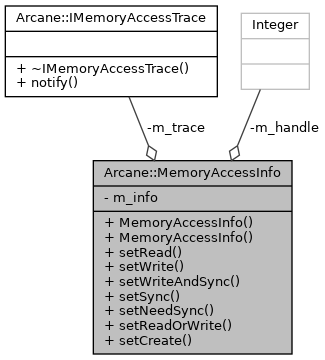 Arcane::IMemoryAccessTrace
+ ~IMemoryAccessTrace()
+ notify()
Integer
-m_trace
-m_handle
Arcane::MemoryAccessInfo
- m_info
+ MemoryAccessInfo()
+ MemoryAccessInfo()
+ setRead()
+ setWrite()
+ setWriteAndSync()
+ setSync()
+ setNeedSync()
+ setReadOrWrite()
+ setCreate()